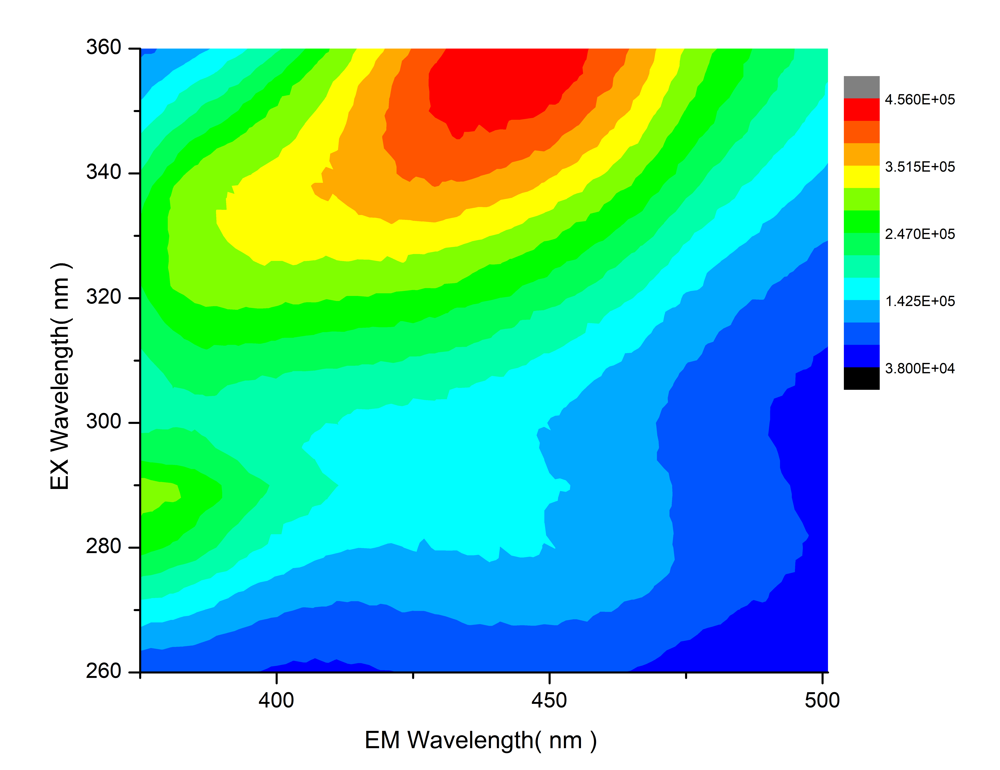 360
340
320
300
280
260
EX Wavelength( nm )
400
450
500
EM Wavelength( nm )
4.560E+05
3.515E+05
2.470E+05
1.425E+05
3.800E+04